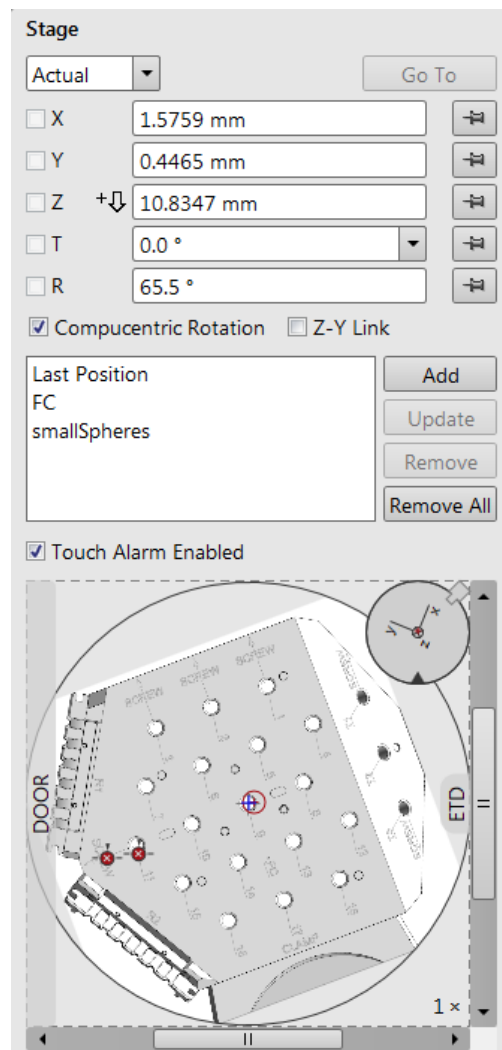 Stage
Actual Go To
X 1.5759 mm
Y 0.4465 mm
Z + 10.8347 mm
T 0.0 °
R 65.5 °
Compucentric Rotation Z-Y Link
Last Position Add
FC Update
smallSpheres Remove
Remove All
Touch Alarm Enabled
x
y
z
SCREW
SCREW
SCREW
DOOR
ETD
CLAMP
1 ×